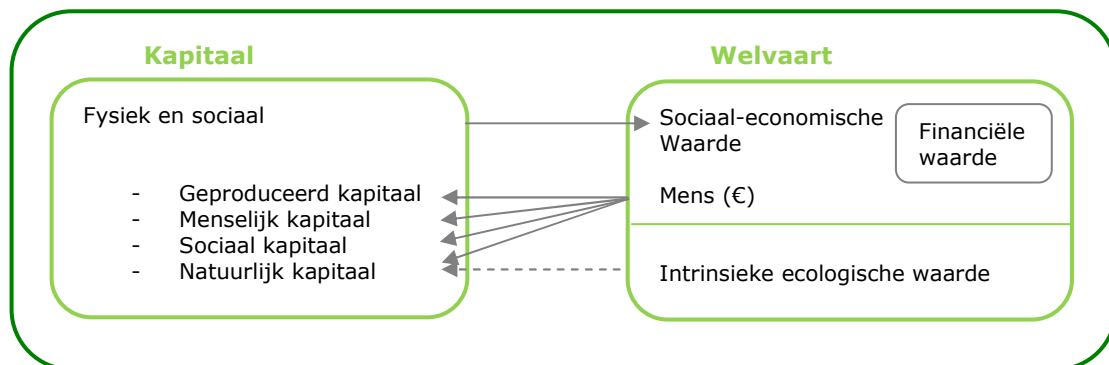 Kapitaal
Fysiek en sociaal
- Geproduceerd kapitaal
- Menselijk kapitaal
- Sociaal kapitaal
- Natuurlijk kapitaal
Welvaart
Sociaal-economische
Waarde
Financiële
waarde
Mens (€)
Intrinsieke ecologische waarde